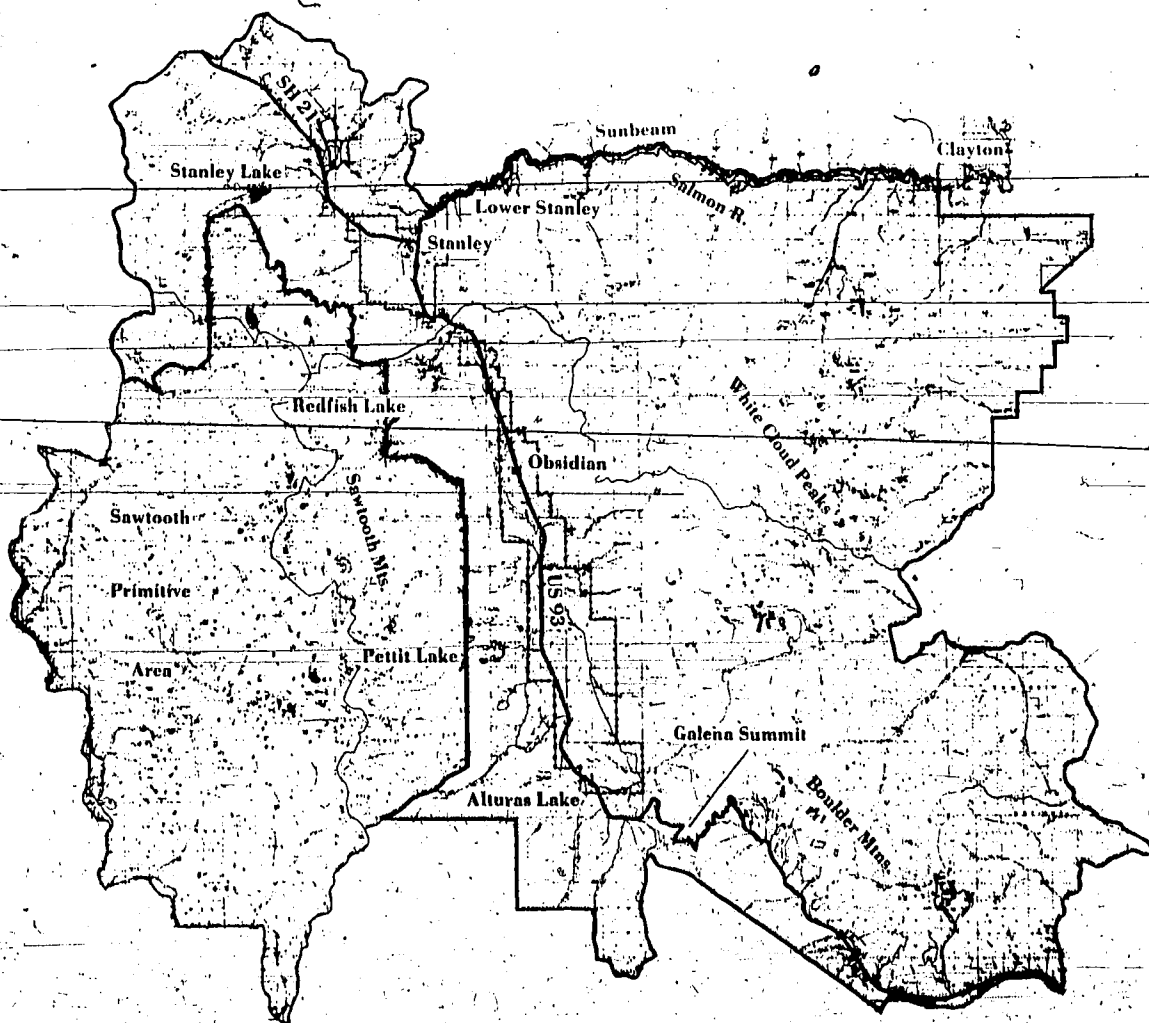 SH 21
Sunbeam
Clayton
Stanley Lake
Salmon R.
Lower Stanley
Stanley
Redfish Lake
White Cloud Peaks
Obsidian
Sawtooth Mts.
Sawtooth
Primitive
Area
US 93
Pettit Lake
Galena Summit
Alturas Lake
Boulder Mtns.